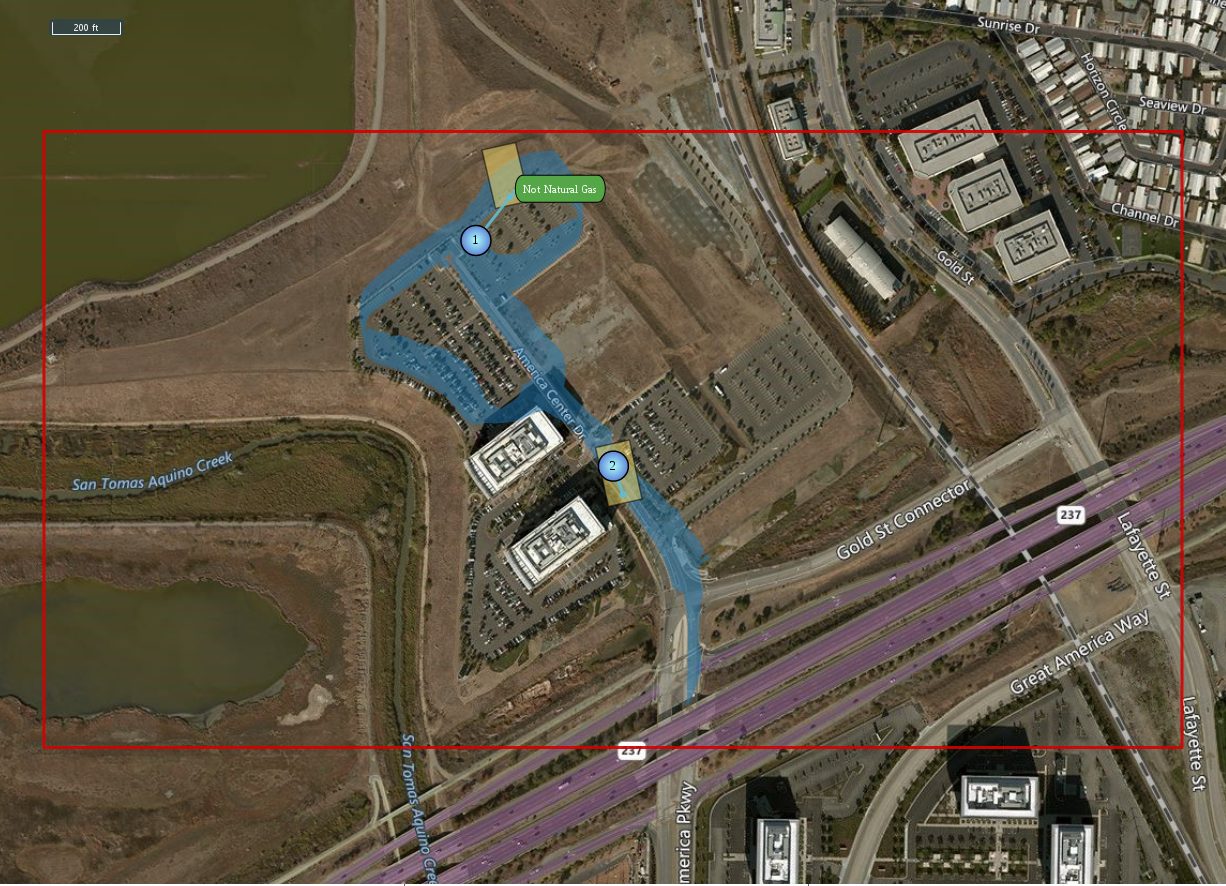 200 ft
Sunrise Dr
Horizon Circle
Seaview Dr
Channel Dr
Not Natural Gas
1
Gold St
America Center Dr
San Tomas Aquino Creek
2
237
Gold St Connector
Lafayette St
Great America Way
Lafayette St
237
San Tomas Aquino Cree
merica Pkwy